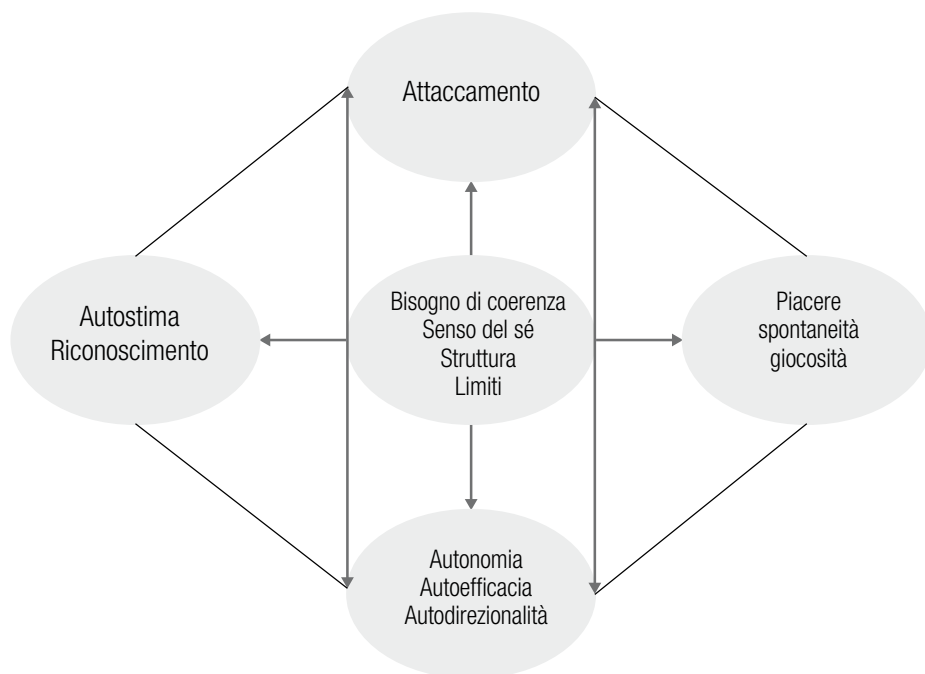 Attaccamento
Autostima
Riconoscimento
Bisogno di coerenza
Senso del sé
Struttura
Limiti
Piacere
spontaneità
giocosità
Autonomia
Autoefficacia
Autodirezionalità